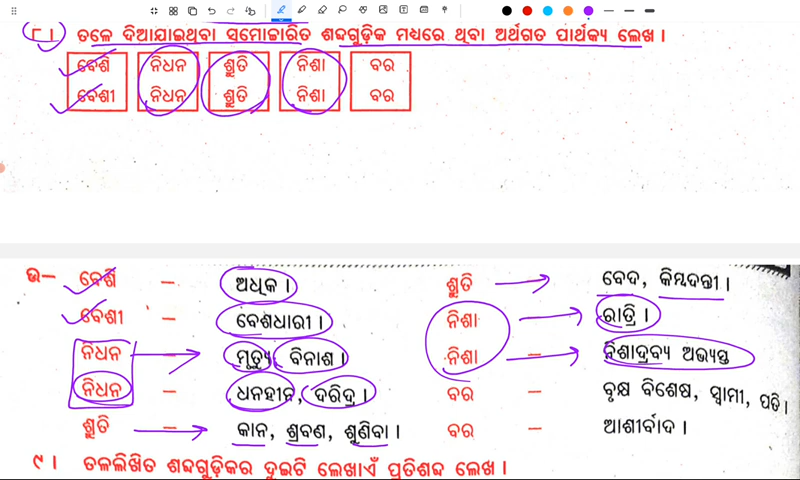 ୮। ତଳେ ଦିଆଯାଇଥିବା ସମୋଚ୍ଚାରିତ ଶବ୍ଦଗୁଡ଼ିକ ମଧ୍ୟରେ ଥିବା ଅର୍ଥଗତ ପାର୍ଥକ୍ୟ ଲେଖ।
ବେଶି ନିଧନ ଶ୍ରୁତି ନିଶା ବର
ବେଶୀ ନିଧନ ଶ୍ରୁତି ନିଶା ବର
ଉ— ବେଶି – ଅଧିକ। ଶ୍ରୁତି ବେଦ, କିମ୍ବଦନ୍ତୀ।
ବେଶୀ – ବେଶଧାରୀ। ନିଶା ରାତ୍ରି।
ନିଧନ ମୃତ୍ୟୁ, ବିନାଶ। ନିଶା – ନିଶାଦ୍ରବ୍ୟ ଅଭ୍ୟସ୍ତ
ନିଧନ – ଧନହୀନ, ଦରିଦ୍ର। ବର – ବୃକ୍ଷ ବିଶେଷ, ସ୍ୱାମୀ, ପତି।
ଶ୍ରୁତି କାନ, ଶ୍ରବଣ, ଶୁଣିବା। ବର – ଆଶୀର୍ବାଦ।
୯। ତଳଲିଖିତ ଶବ୍ଦଗୁଡ଼ିକର ଦୁଇଟି ଲେଖାଏଁ ପ୍ରତିଶବ୍ଦ ଲେଖ।